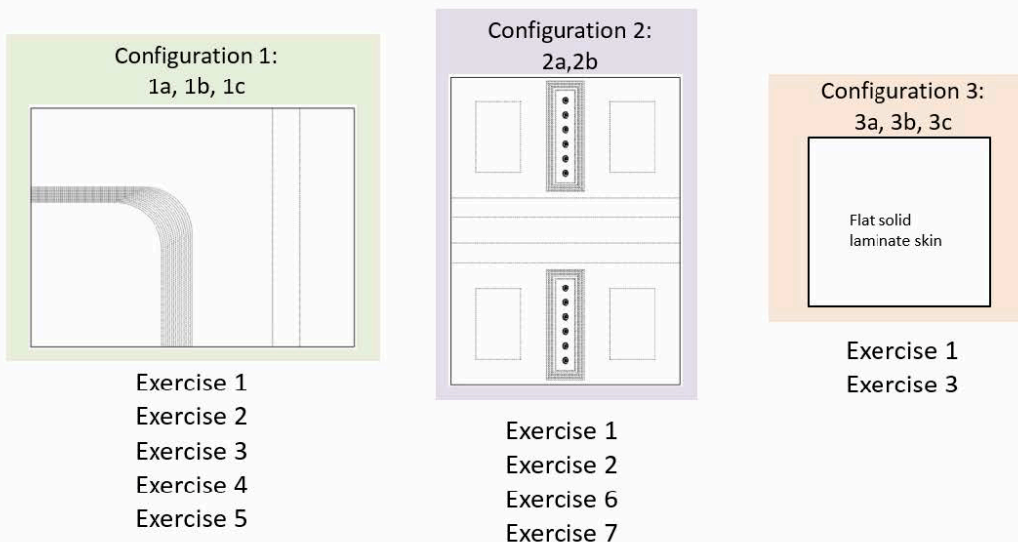 Configuration 1:
1a, 1b, 1c
Exercise 1
Exercise 2
Exercise 3
Exercise 4
Exercise 5
Configuration 2:
2a,2b
Exercise 1
Exercise 2
Exercise 6
Exercise 7
Configuration 3:
3a, 3b, 3c
Flat solid
laminate skin
Exercise 1
Exercise 3